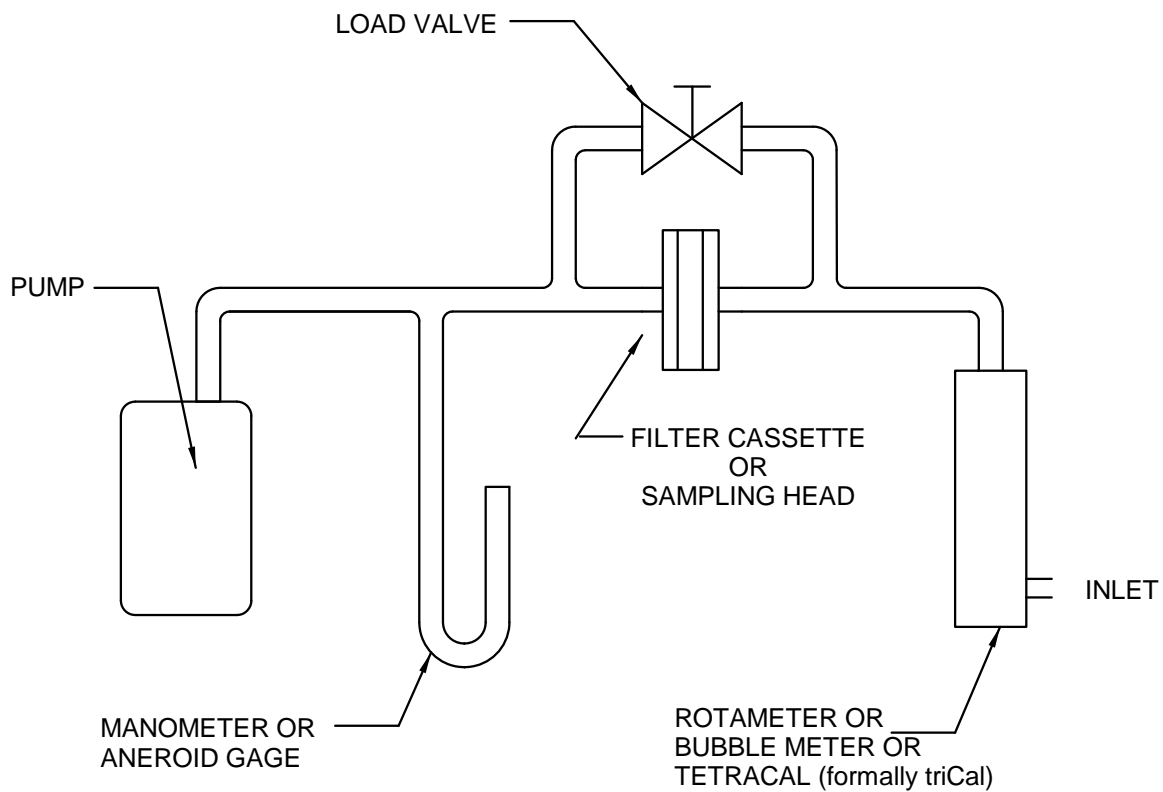 LOAD VALVE
PUMP
FILTER CASSETTE
OR
SAMPLING HEAD
INLET
MANOMETER OR
ANEROID GAGE
ROTAMETER OR
BUBBLE METER OR
TETRACAL (formally triCal)